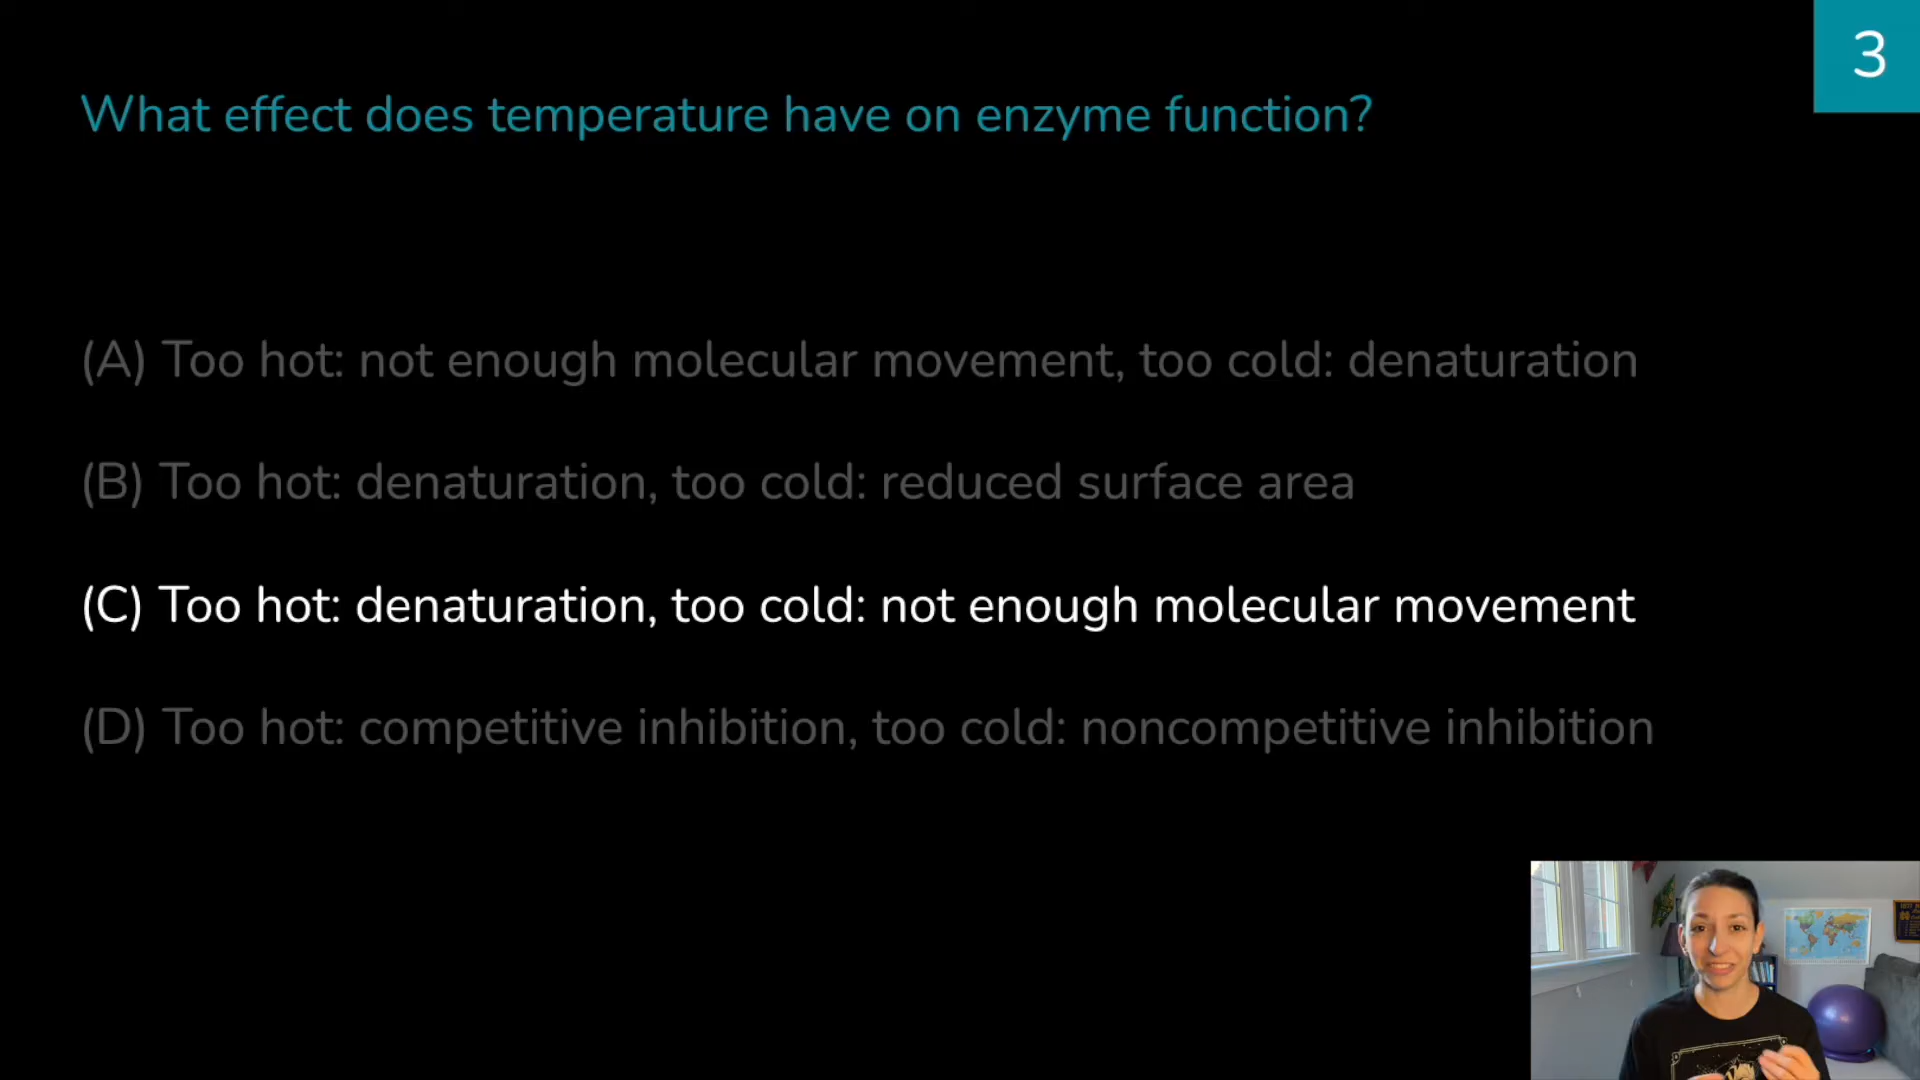 3
What effect does temperature have on enzyme function?
(A) Too hot: not enough molecular movement, too cold: denaturation
(B) Too hot: denaturation, too cold: reduced surface area
(C) Too hot: denaturation, too cold: not enough molecular movement
(D) Too hot: competitive inhibition, too cold: noncompetitive inhibition